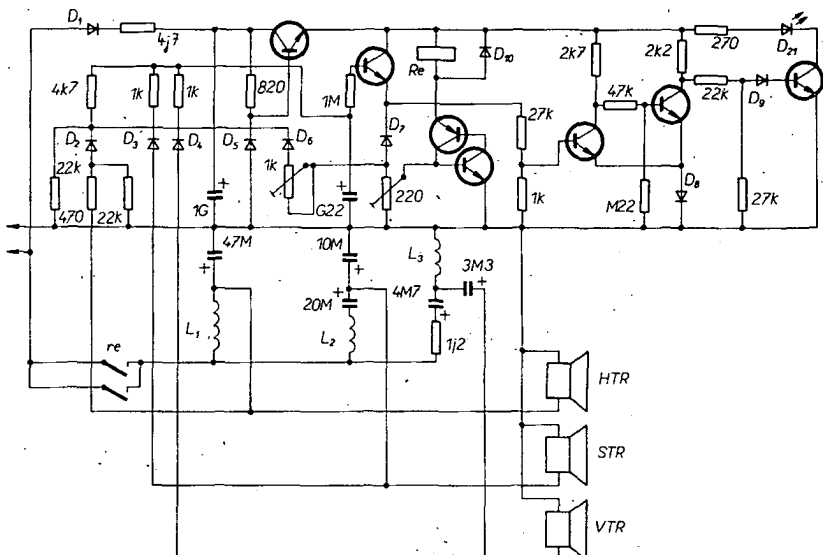 D₁
4j7
4k7
1k
1k
820
1M
Re
D₁₀
2k7
2k2
270
D₂₁
47k
22k
D₉
D₂
D₃
D₄
D₅
D₆
D₇
27k
22k
1k
470
22k
1G
G22
220
1k
M22
D₈
27k
47M
10M
L₃
3M3
20M
4M7
L₁
L₂
1j2
re
HTR
STR
VTR
+
+
+
+
+
+
+